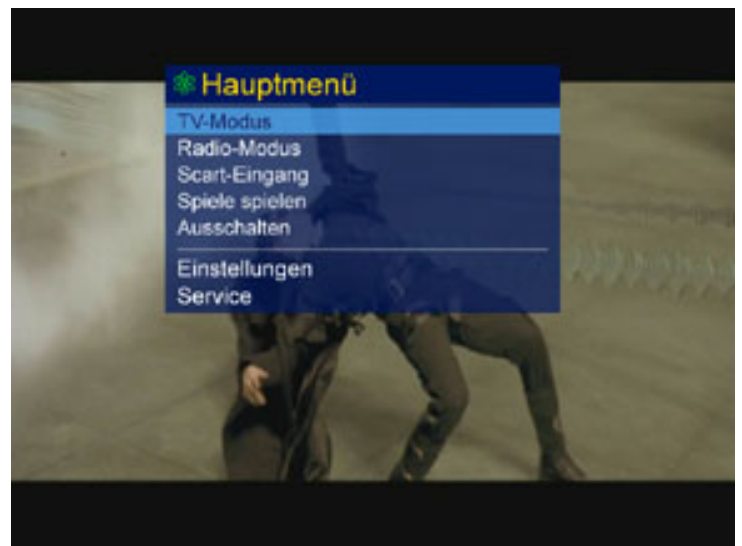 Hauptmenü
TV-Modus
Radio-Modus
Scart-Eingang
Spiele spielen
Ausschalten
Einstellungen
Service